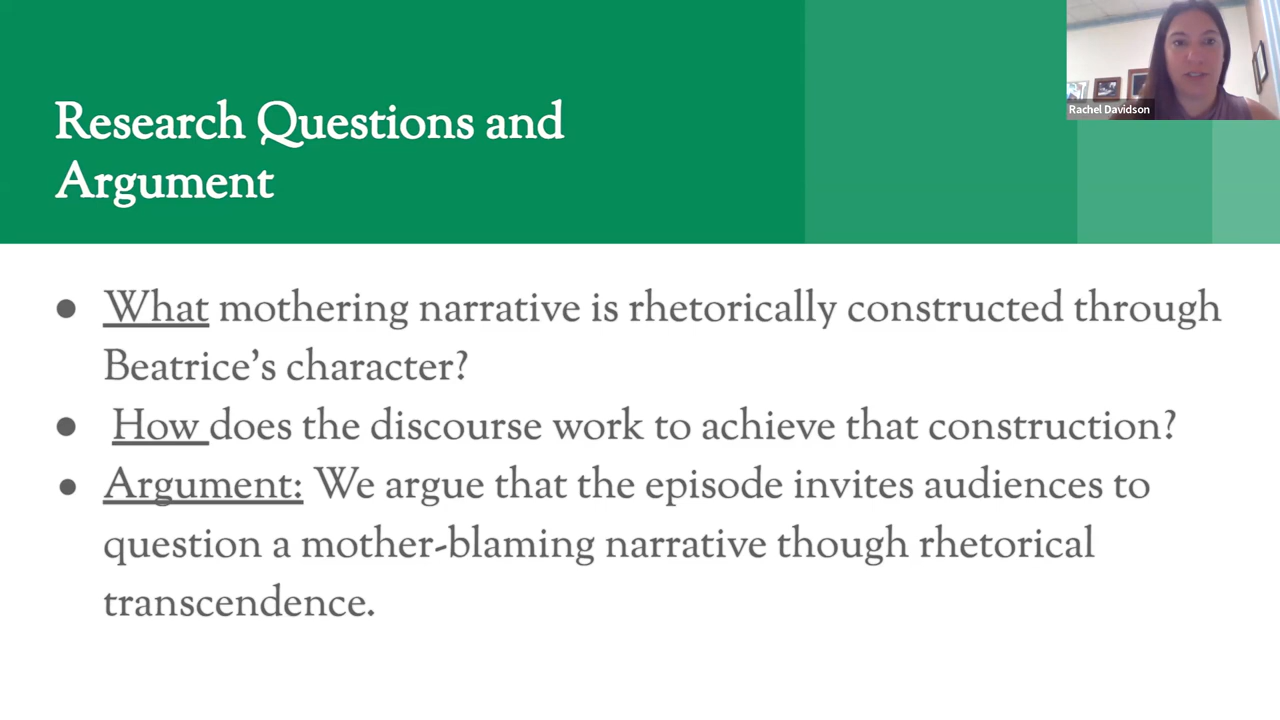 Rachel Davidson
Research Questions and
Argument
● What mothering narrative is rhetorically constructed through
Beatrice’s character?
● How does the discourse work to achieve that construction?
● Argument: We argue that the episode invites audiences to
question a mother-blaming narrative though rhetorical
transcendence.